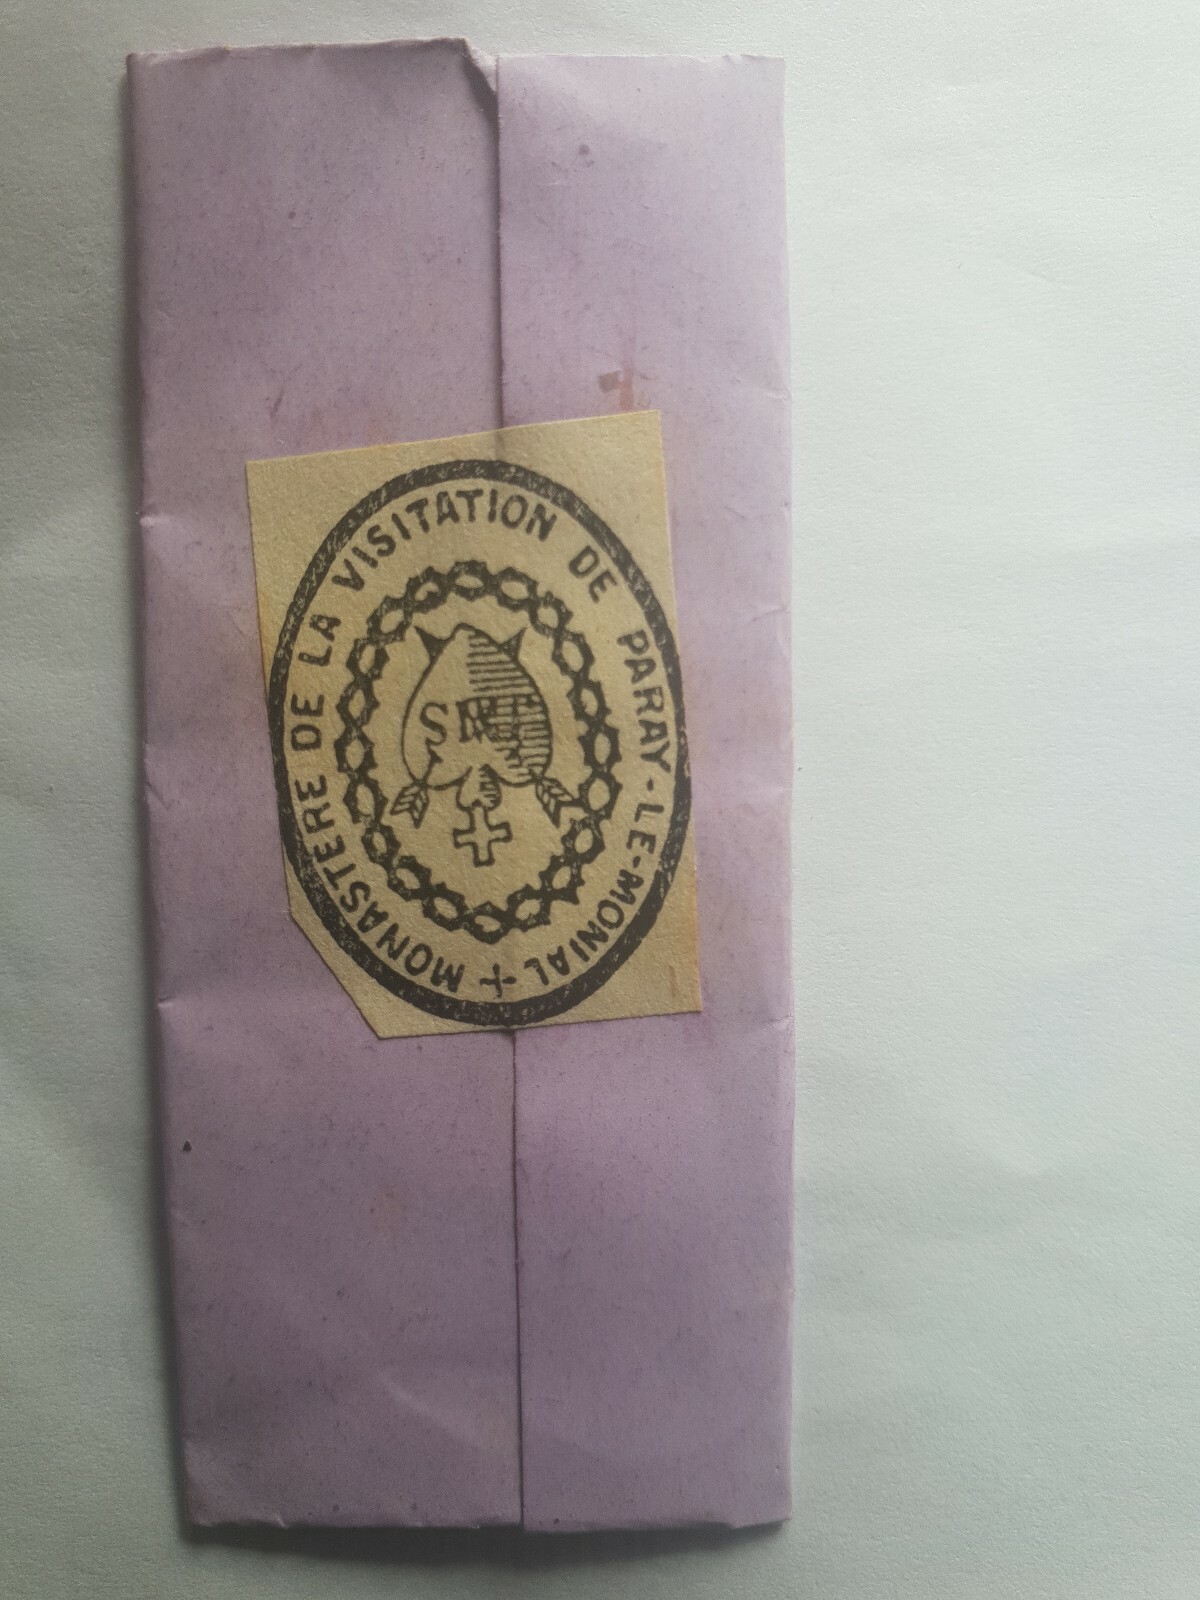 + MONASTERE DE LA VISITATION DE PARAY-LE-MONIAL